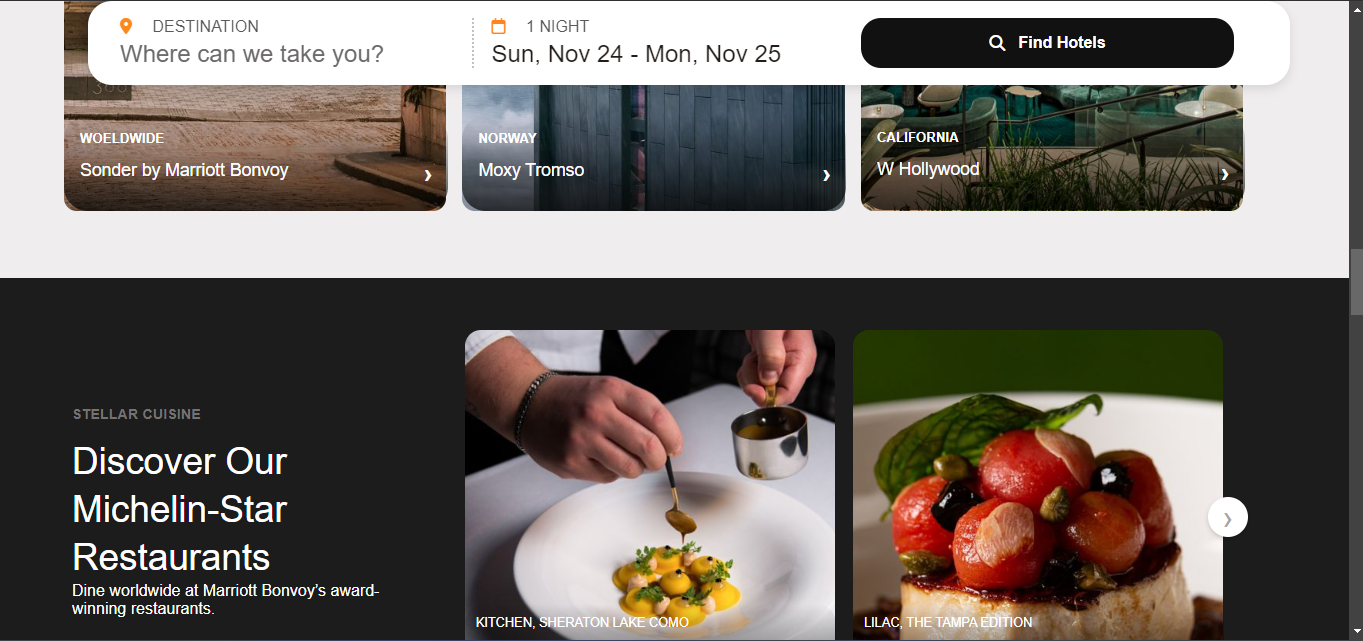 DESTINATION
Where can we take you?
1 NIGHT
Sun, Nov 24 - Mon, Nov 25
Find Hotels
WOELDWIDE
Sonder by Marriott Bonvoy
NORWAY
Moxy Tromso
CALIFORNIA
W Hollywood
STELLAR CUISINE
Discover Our
Michelin-Star
Restaurants
Dine worldwide at Marriott Bonvoy’s award-
winning restaurants.
KITCHEN, SHERATON LAKE COMO
LILAC, THE TAMPA EDITION